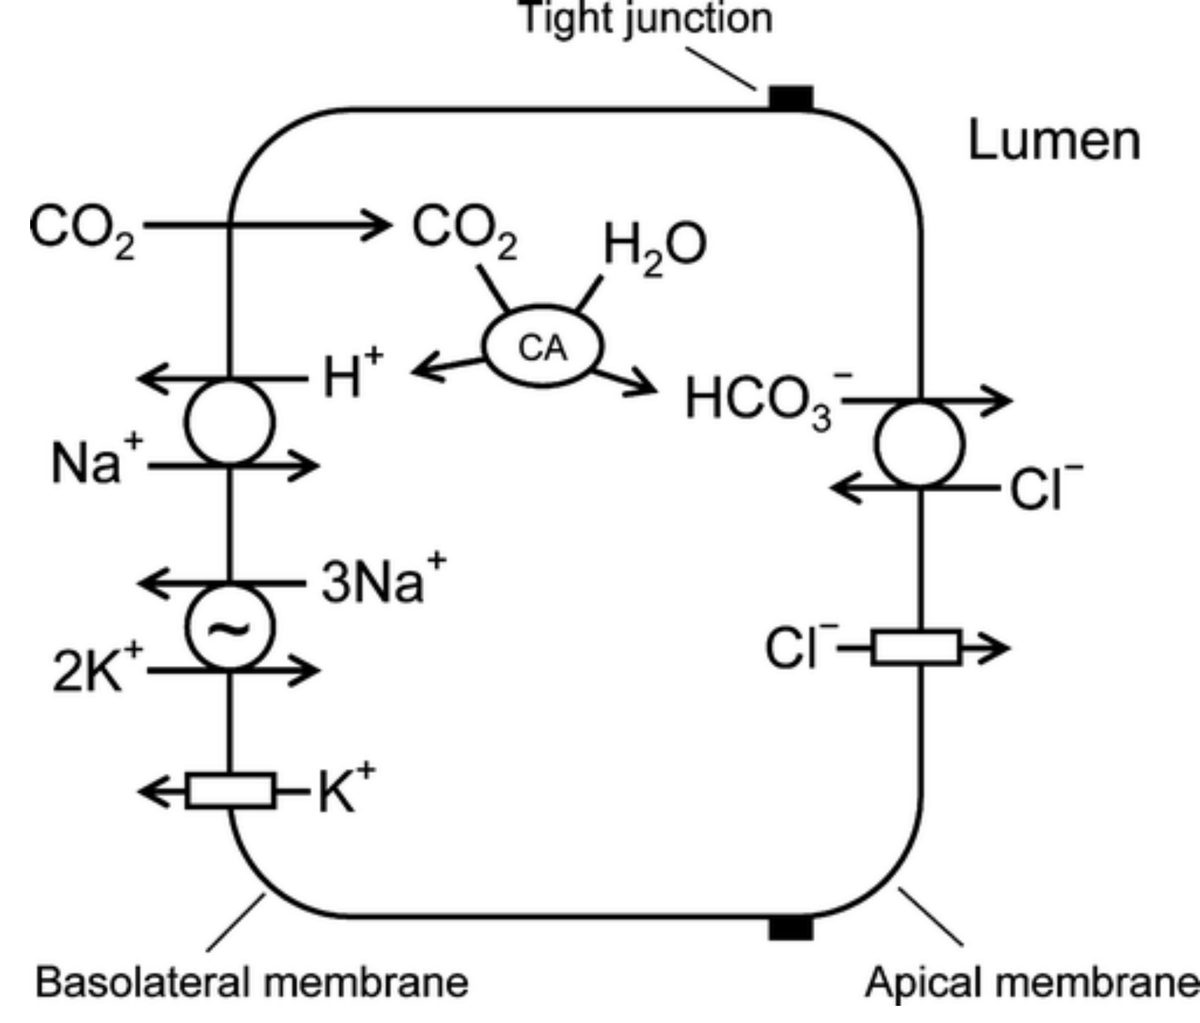 Tight junction
Lumen
CO₂
CO₂
H₂O
CA
H⁺
HCO₃⁻
Na⁺
Cl⁻
3Na⁺
2K⁺
Cl⁻
K⁺
Basolateral membrane
Apical membrane
~